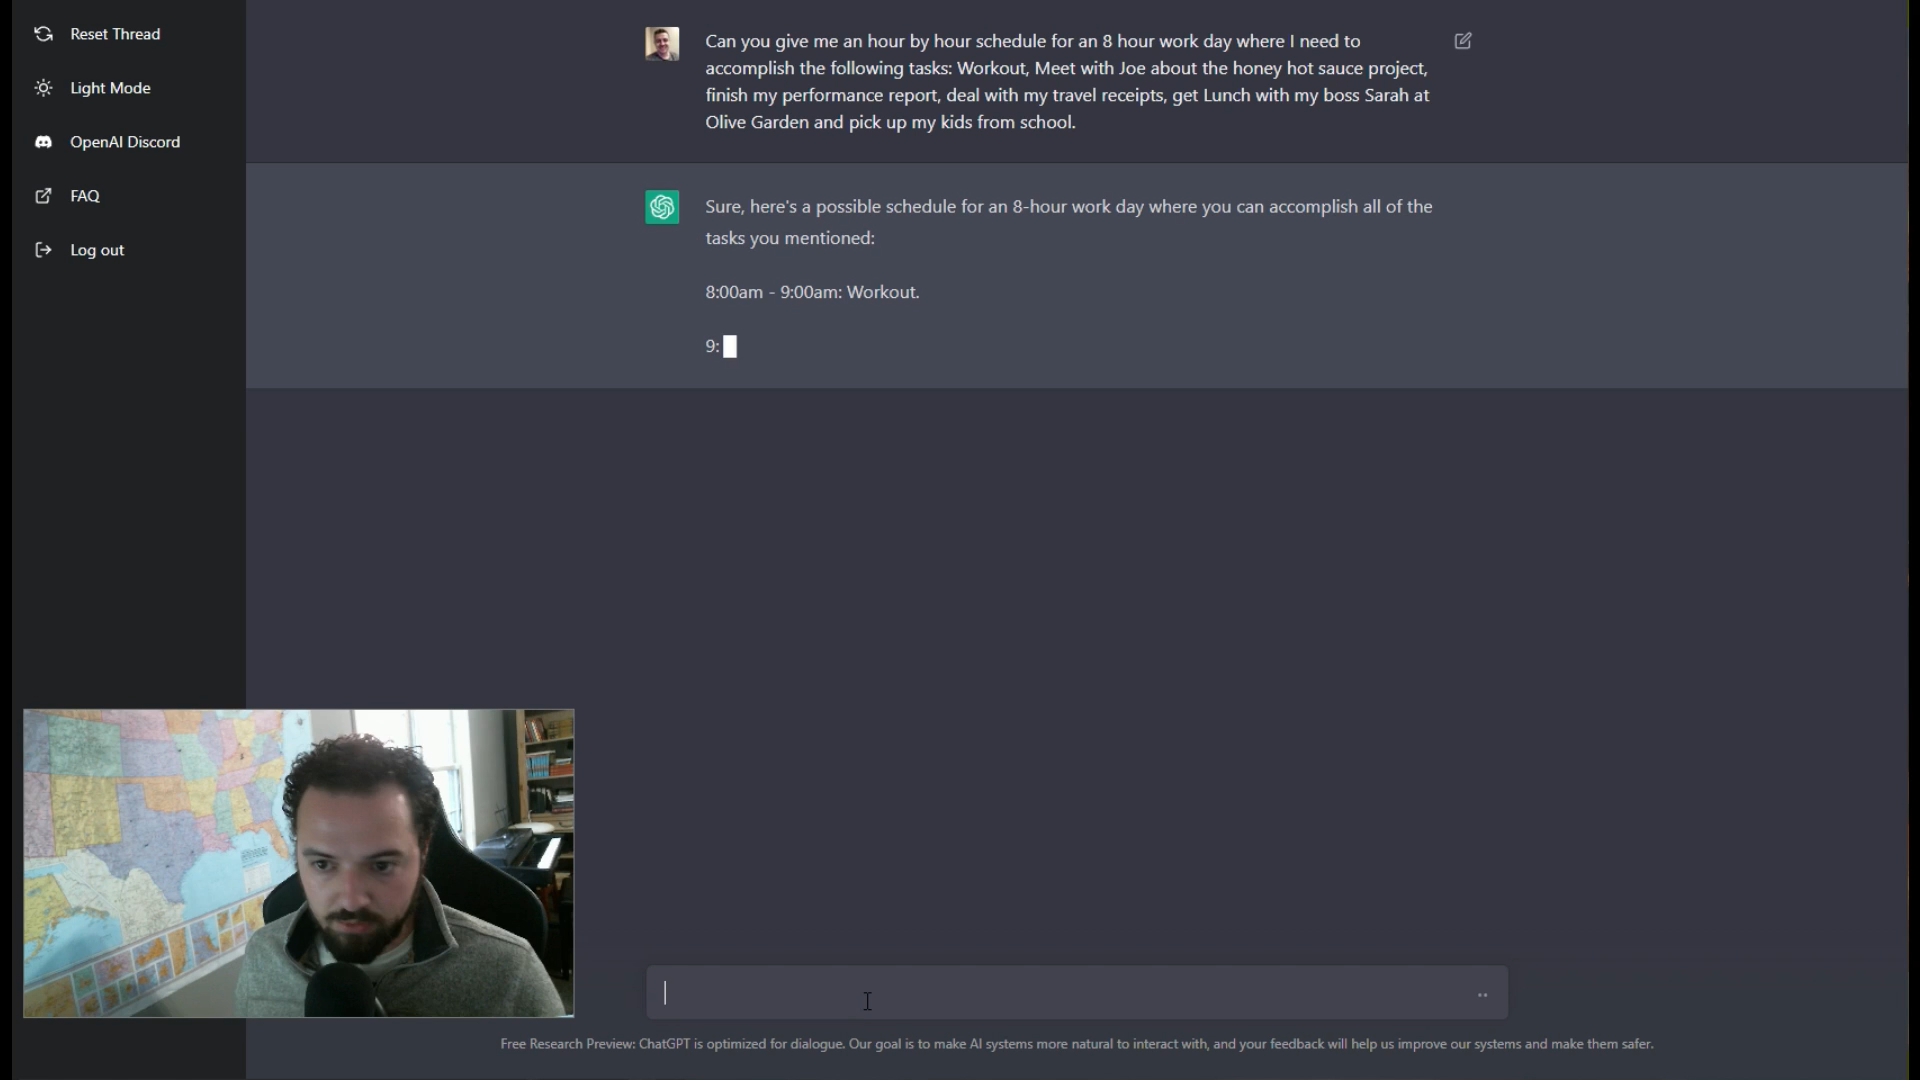 Reset Thread
Light Mode
OpenAI Discord
FAQ
Log out
Can you give me an hour by hour schedule for an 8 hour work day where I need to
accomplish the following tasks: Workout, Meet with Joe about the honey hot sauce project,
finish my performance report, deal with my travel receipts, get Lunch with my boss Sarah at
Olive Garden and pick up my kids from school.
Sure, here's a possible schedule for an 8-hour work day where you can accomplish all of the
tasks you mentioned:
8:00am - 9:00am: Workout.
9:
Free Research Preview: ChatGPT is optimized for dialogue. Our goal is to make AI systems more natural to interact with, and your feedback will help us improve our systems and make them safer.